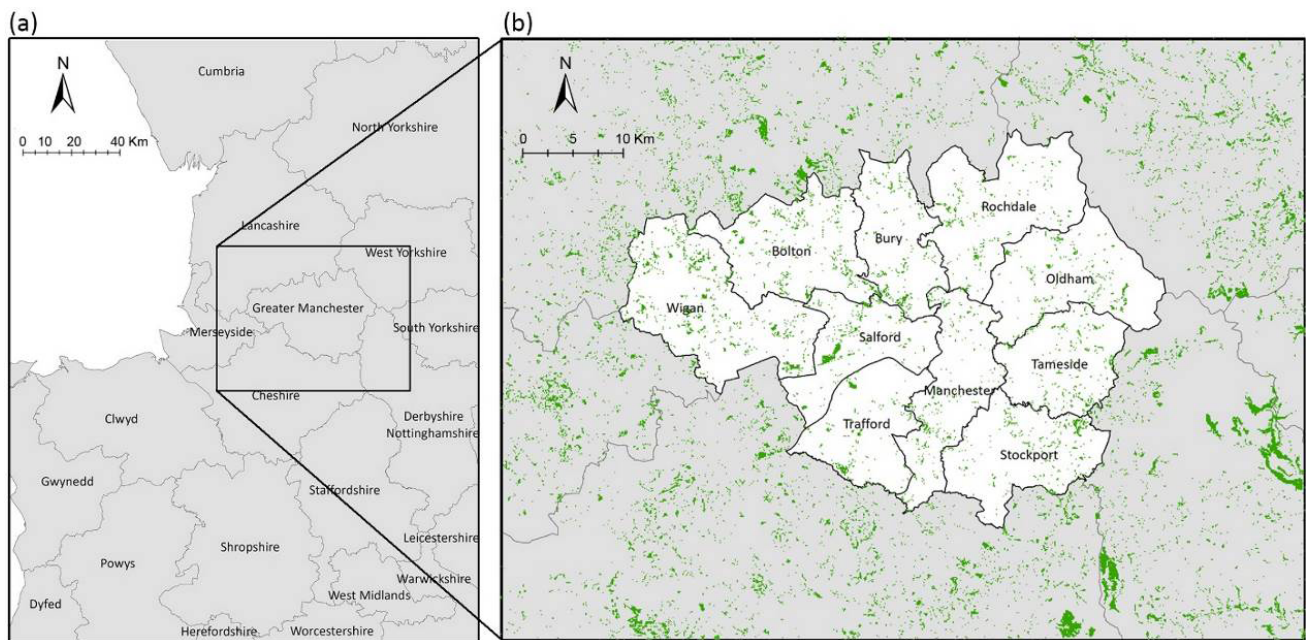 (a)
N
0 10 20 40 Km
Cumbria
North Yorkshire
Lancashire
West Yorkshire
Greater Manchester
Merseyside
South Yorkshire
Cheshire
Clwyd
Derbyshire
Nottinghamshire
Gwynedd
Staffordshire
Shropshire
Leicestershire
Powys
Warwickshire
West Midlands
Dyfed
Herefordshire
Worcestershire
(b)
N
0 5 10 Km
Rochdale
Bury
Bolton
Oldham
Wigan
Salford
Tameside
Manchester
Trafford
Stockport